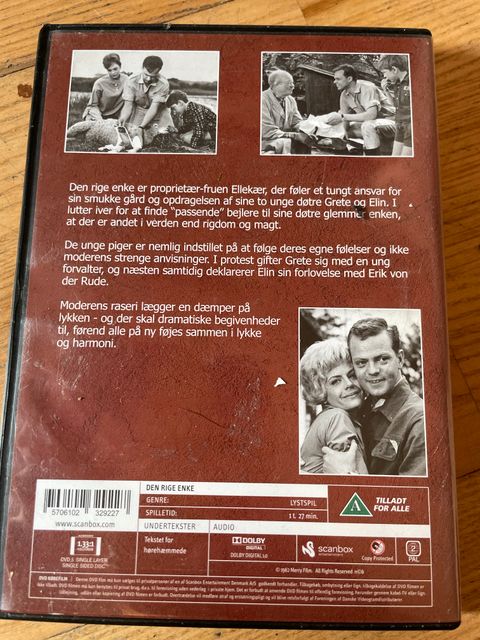 Den rige enke er proprietær-fruen Ellekær, der føler et tungt ansvar for
sin smukke gård og opdragelsen af sine to unge døtre Grete og Elin. I
lutter iver for at finde "passende" bejlere til sine døtre glemmer enken,
at der er andet i verden end rigdom og magt.
De unge piger er nemlig indstillet på at følge deres egne følelser og ikke
moderens strenge anvisninger. I protest gifter Grete sig med en ung
forvalter, og næsten samtidig deklarerer Elin sin forlovelse med Erik von
der Rude.
Moderens raseri lægger en dæmper på
lykken - og der skal dramatiske begivenheder
til, førend alle på ny føjes sammen i lykke
og harmoni.
5706102 329227
www.scanbox.com
DEN RIGE ENKE
GENRE: LYSTSPIL
SPILLETID: 1 t. 27 min.
UNDERTEKSTER AUDIO
A TILLADT
FOR ALLE
1.33:1
DVD 5 SINGLE LAYER
SINGLE SIDED DISC
Tekstet for
hørehæmmede
DOLBY
DIGITAL
DOLBY DIGITAL
scanbox
Copy Protected
2
PAL
© 1962 Merry Film.